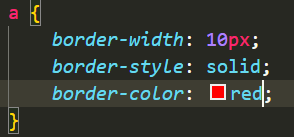 a {
border-width: 10px;
border-style: solid;
border-color: red;
}